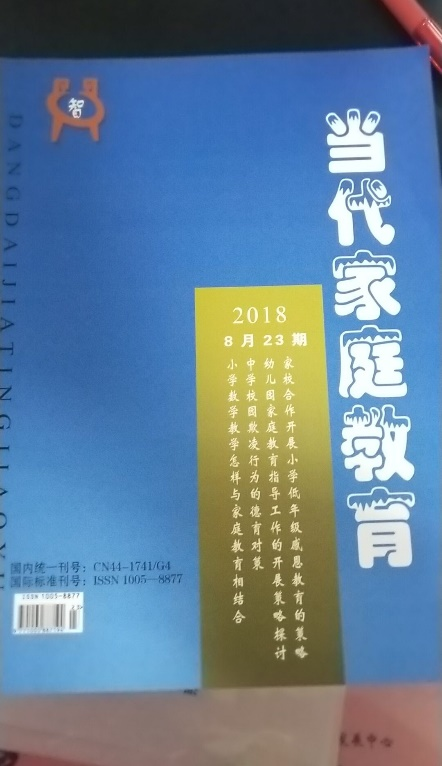 智
当代家庭教育
DANGDAIJIATINGJIAOYU
2018
8月23期
家校合作开展小学低年级感恩教育的策略
幼儿园家庭教育指导工作的开展策略探讨
中学校园欺凌行为的德育对策
小学数学教学怎样与家庭教育相结合
国内统一刊号：CN44-1741/G4
国际标准刊号：ISSN 1005—8877
ISSN 1005-8877
发展中心